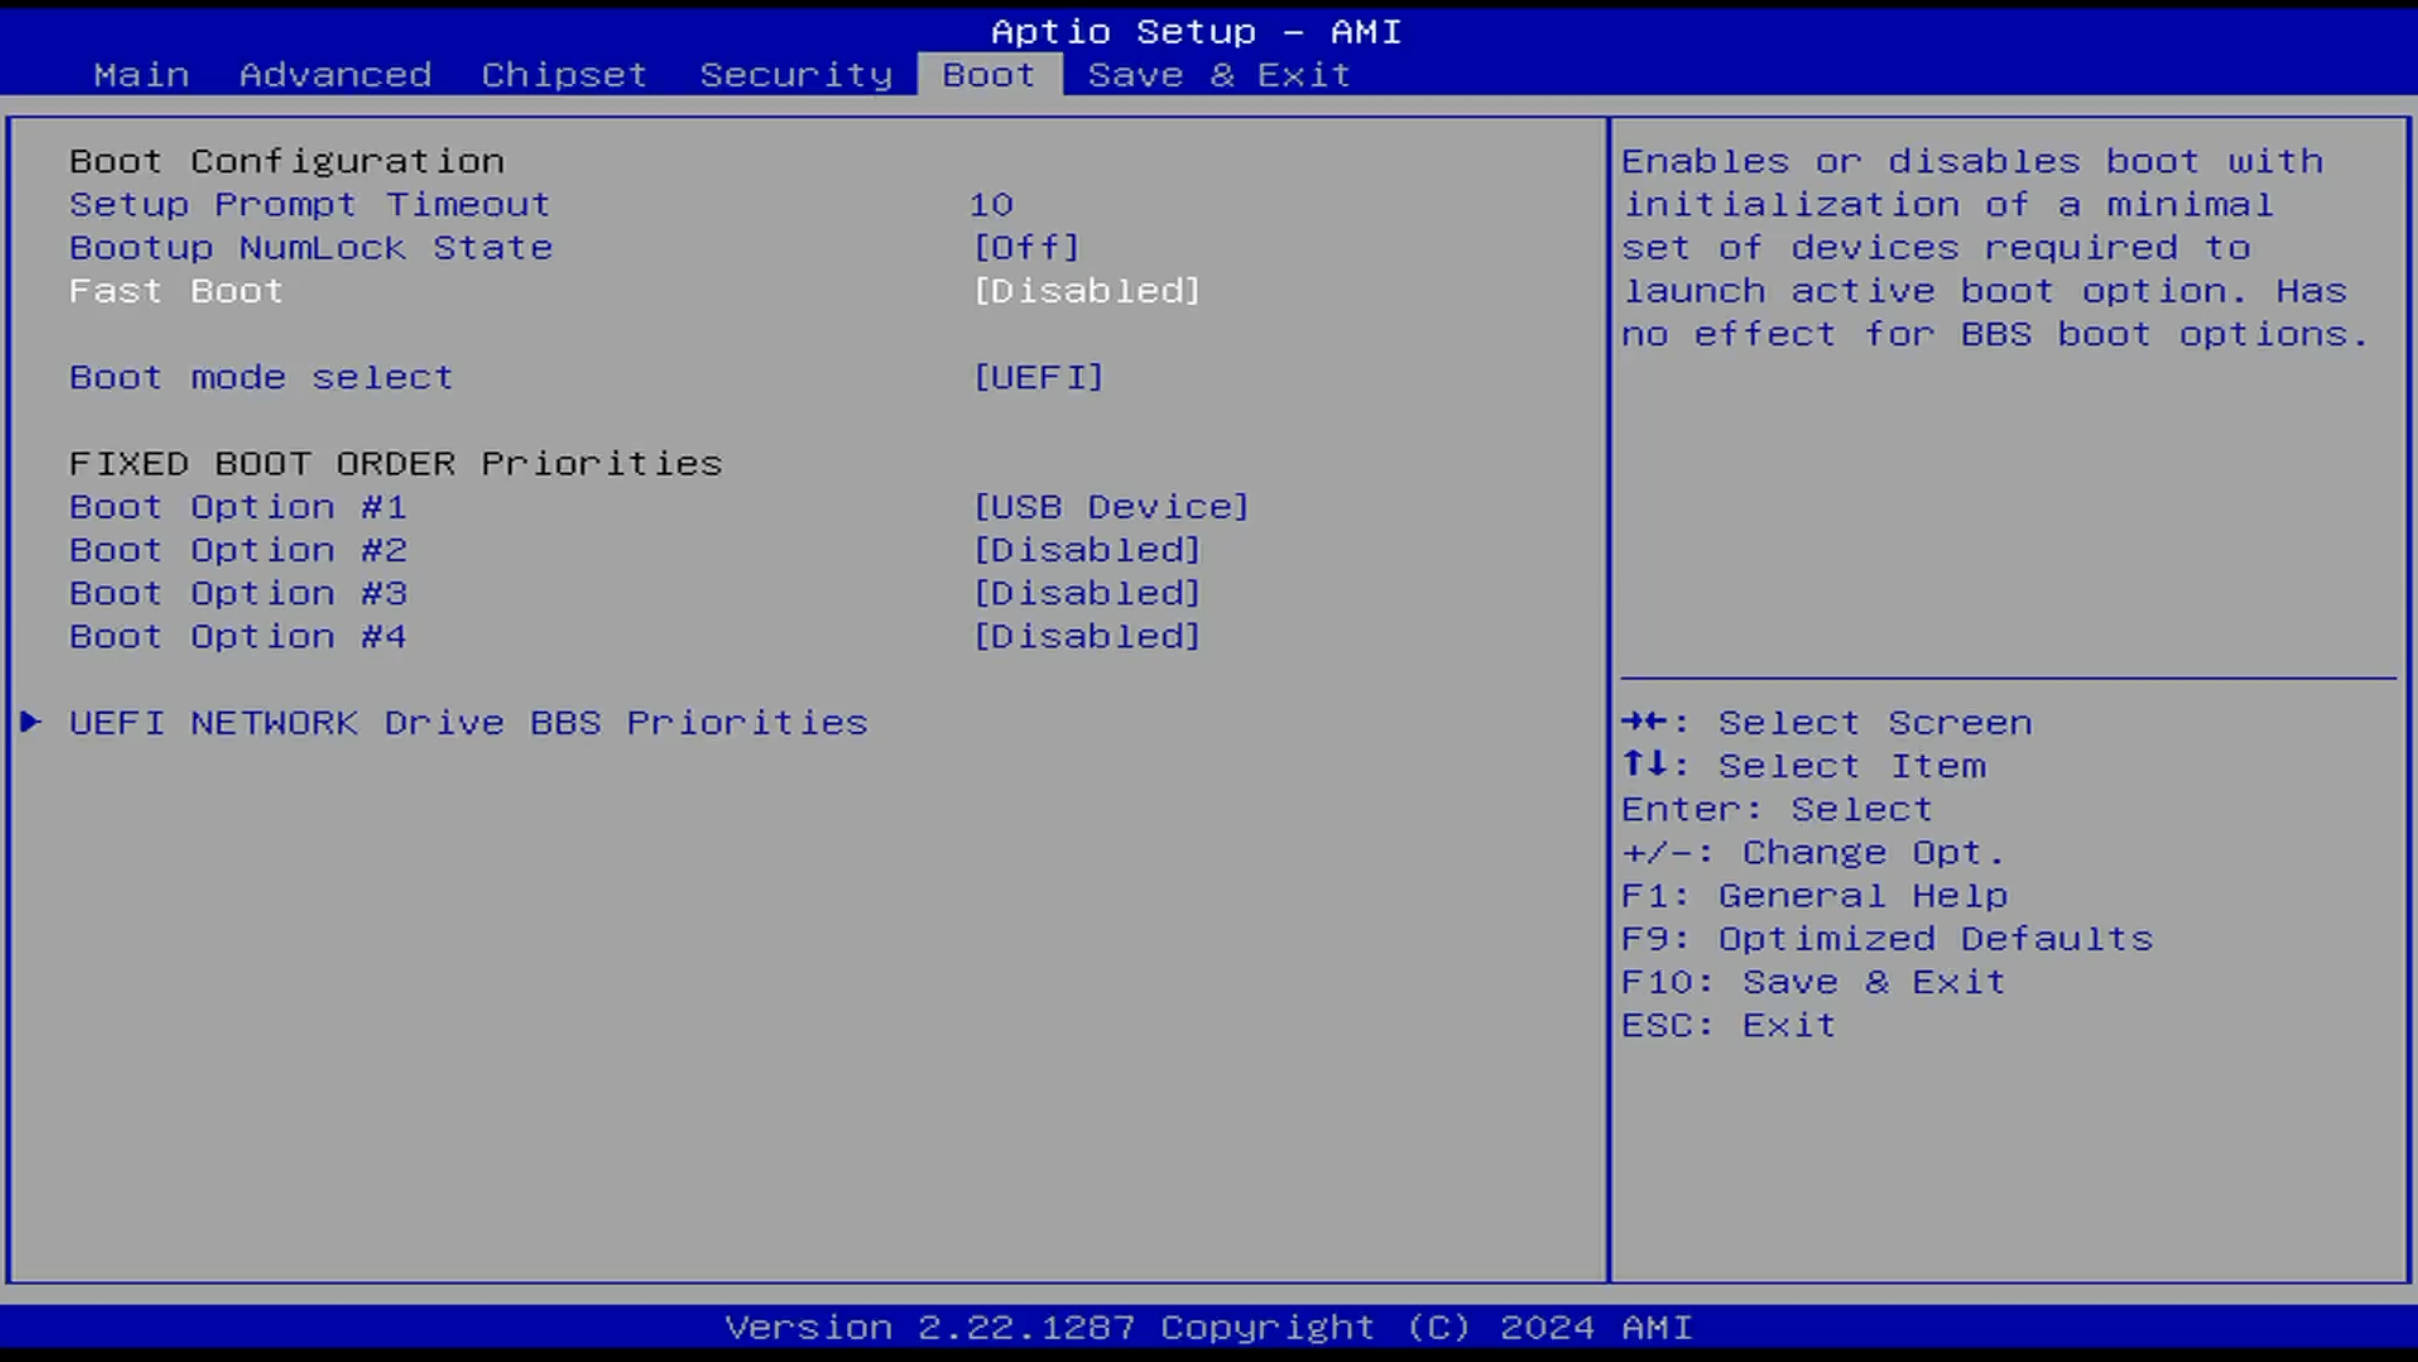 Aptio Setup - AMI
Main Advanced Chipset Security Boot Save & Exit
Boot Configuration
Setup Prompt Timeout 10
Bootup NumLock State [Off]
Fast Boot [Disabled]
Boot mode select [UEFI]
FIXED BOOT ORDER Priorities
Boot Option #1 [USB Device]
Boot Option #2 [Disabled]
Boot Option #3 [Disabled]
Boot Option #4 [Disabled]
▶ UEFI NETWORK Drive BBS Priorities
Enables or disables boot with
initialization of a minimal
set of devices required to
launch active boot option. Has
no effect for BBS boot options.
→←: Select Screen
↑↓: Select Item
Enter: Select
+/-: Change Opt.
F1: General Help
F9: Optimized Defaults
F10: Save & Exit
ESC: Exit
Version 2.22.1287 Copyright (C) 2024 AMI